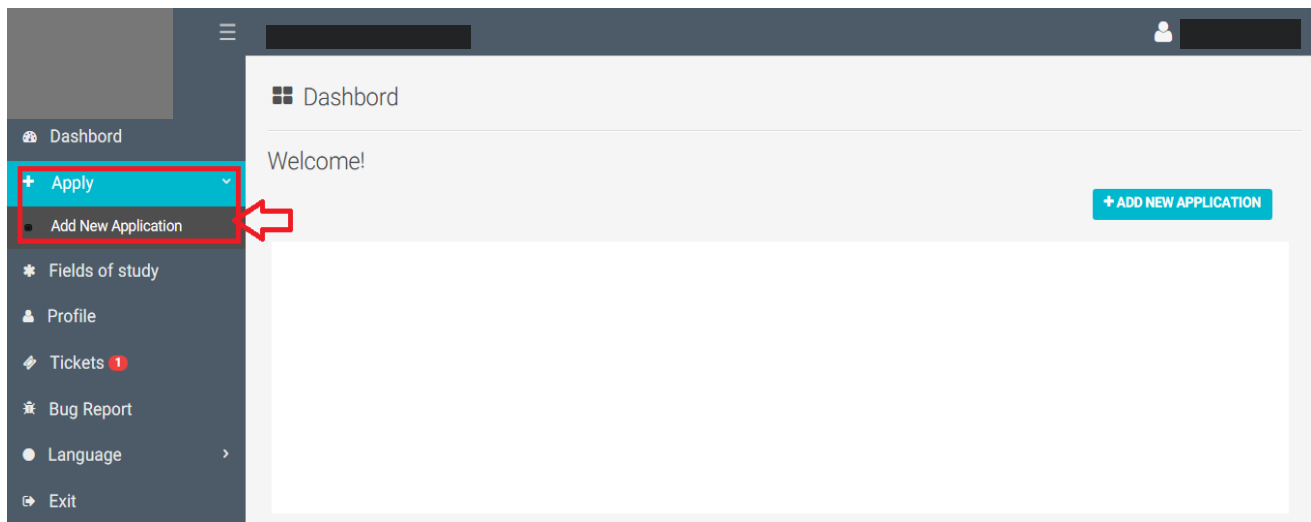 Dashbord
Apply
Add New Application
Fields of study
Profile
Tickets 1
Bug Report
Language
Exit
Dashbord
Welcome!
+ ADD NEW APPLICATION